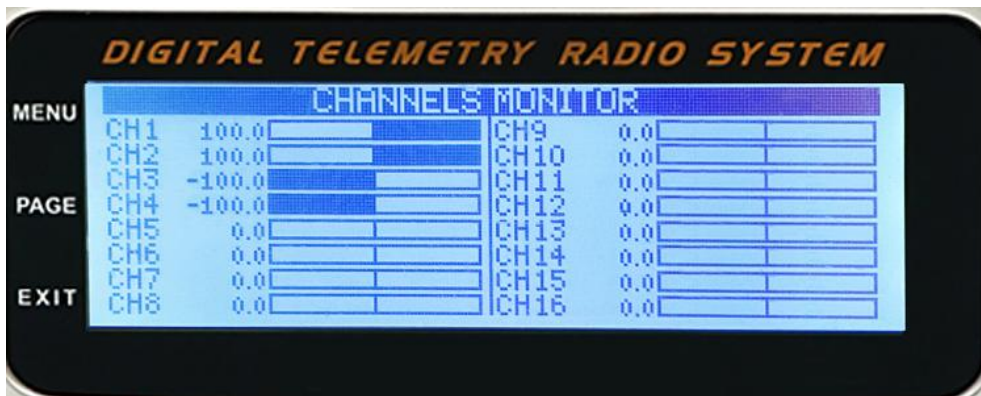 DIGITAL TELEMETRY RADIO SYSTEM
MENU
PAGE
EXIT
CHANNELS MONITOR
CH1 100.0
CH2 100.0
CH3 -100.0
CH4 -100.0
CH5 0.0
CH6 0.0
CH7 0.0
CH8 0.0
CH9 0.0
CH10 0.0
CH11 0.0
CH12 0.0
CH13 0.0
CH14 0.0
CH15 0.0
CH16 0.0